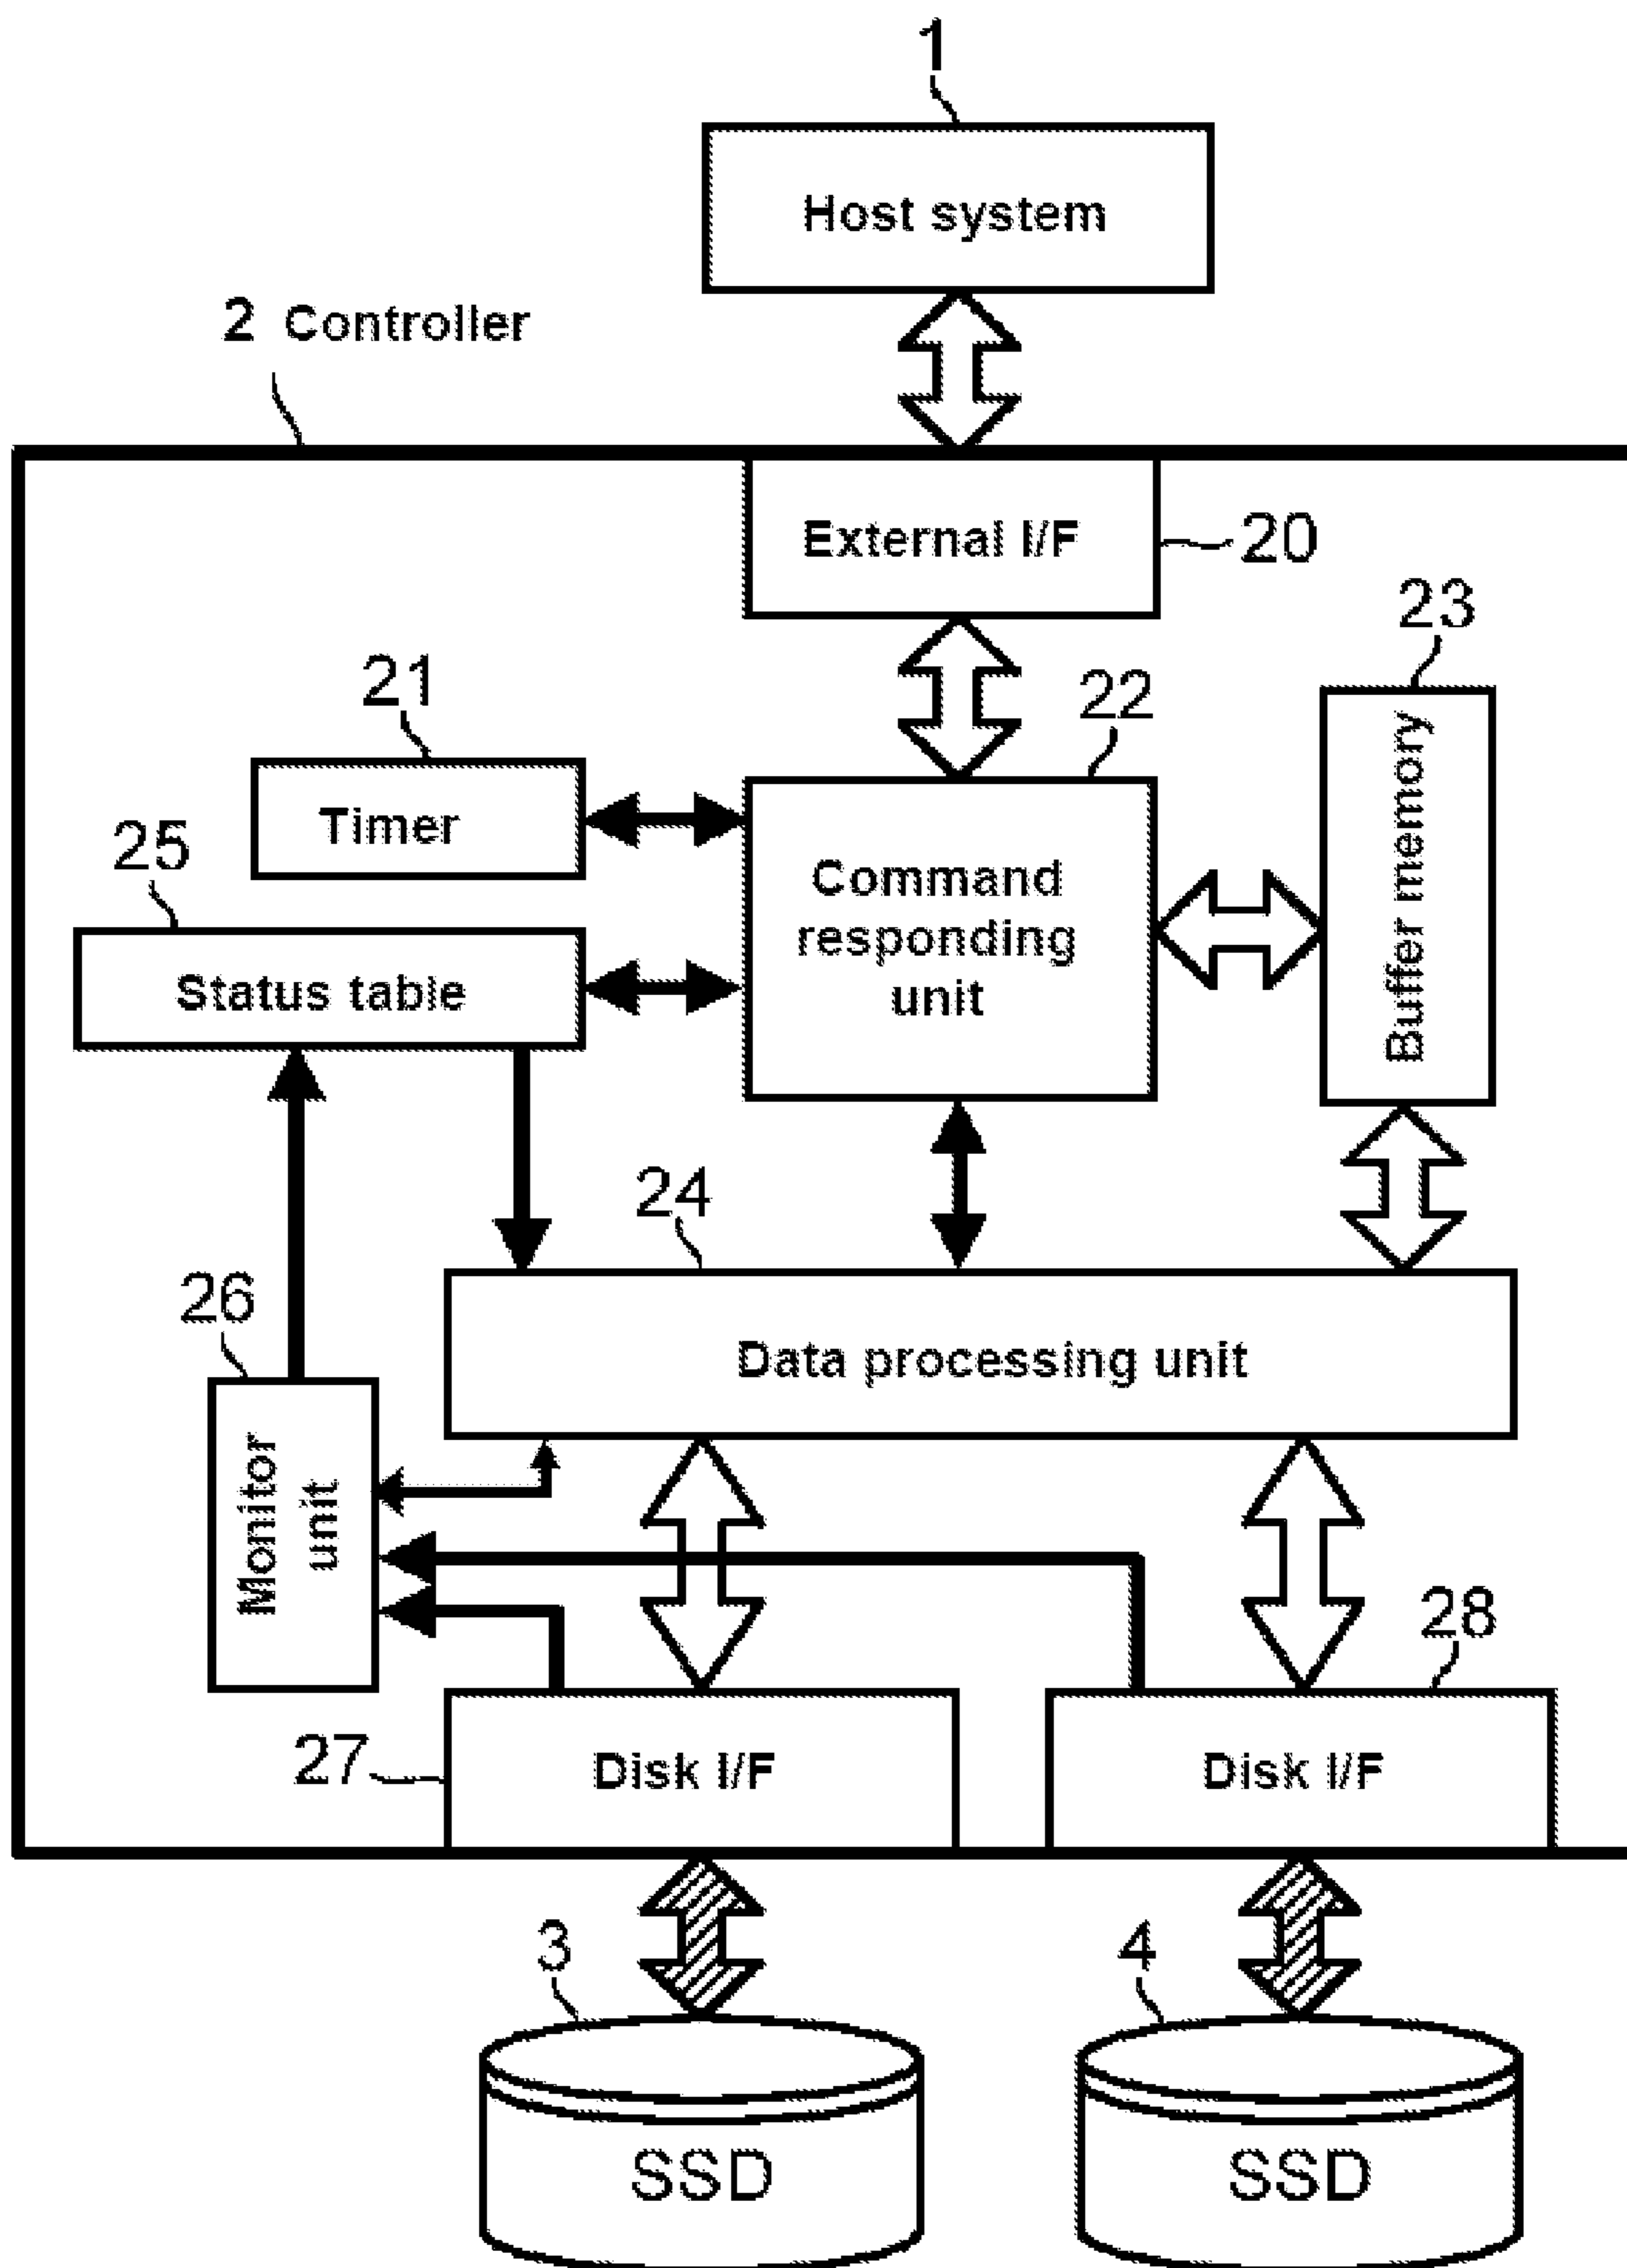 1
Host system
2 Controller
External I/F
20
23
21
22
Timer
Buffer memory
25
Command
responding
unit
Status table
24
26
Data processing unit
Monitor
unit
28
27
Disk I/F
Disk I/F
3
4
SSD
SSD